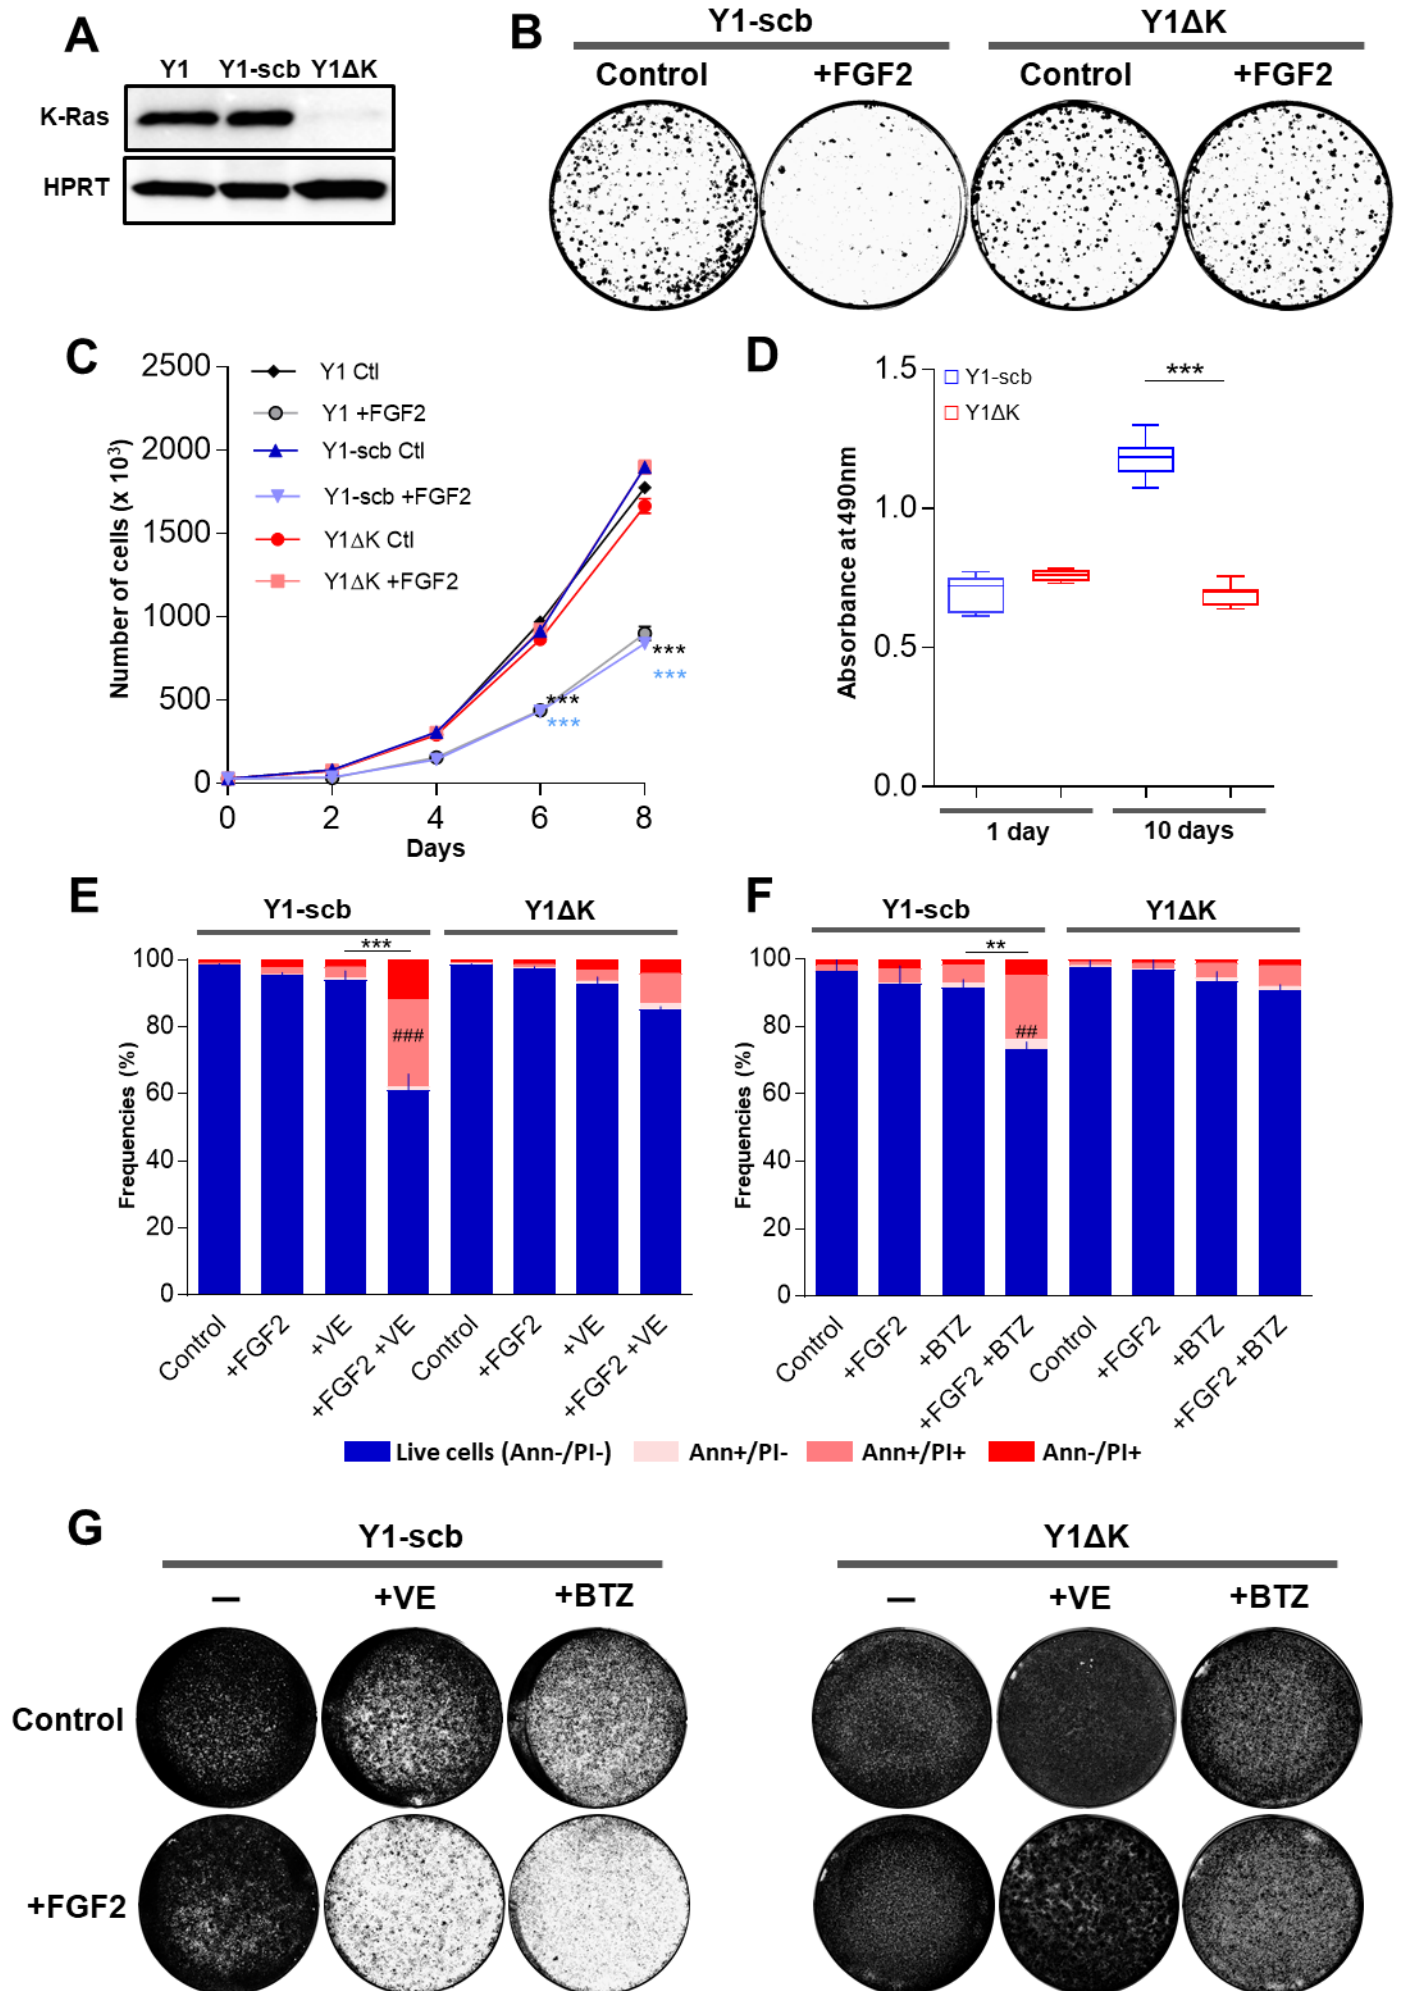 A
Y1 Y1-scb Y1ΔK
K-Ras
HPRT
B
Y1-scb Y1ΔK
Control +FGF2 Control +FGF2
C
Number of cells (x 10³)
2500
2000
1500
1000
500
0
Y1 Ctl
Y1 +FGF2
Y1-scb Ctl
Y1-scb +FGF2
Y1ΔK Ctl
Y1ΔK +FGF2
***
***
***
***
0 2 4 6 8
Days
D
Absorbance at 490nm
1.5
1.0
0.5
0.0
Y1-scb
Y1ΔK
***
1 day 10 days
E
Y1-scb Y1ΔK
***
###
Frequencies (%)
100
80
60
40
20
0
Control +FGF2 +VE +FGF2 +VE Control +FGF2 +VE +FGF2 +VE
F
Y1-scb Y1ΔK
**
##
Frequencies (%)
100
80
60
40
20
0
Control +FGF2 +BTZ +FGF2 +BTZ Control +FGF2 +BTZ +FGF2 +BTZ
Live cells (Ann-/PI-) Ann+/PI- Ann+/PI+ Ann-/PI+
G
Y1-scb Y1ΔK
– +VE +BTZ – +VE +BTZ
Control
+FGF2